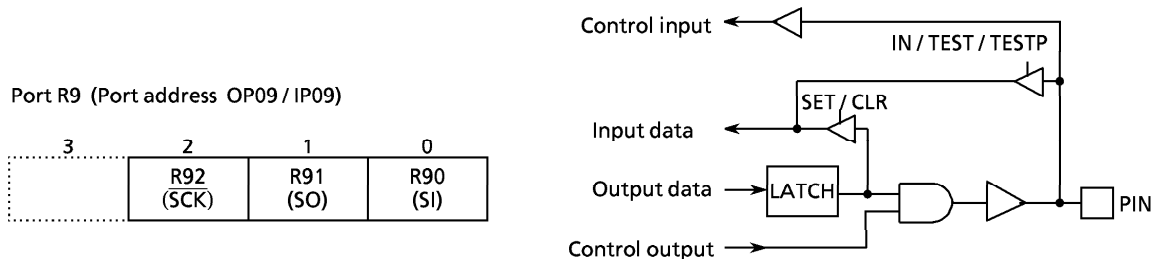 Port R9 (Port address OP09 / IP09)
3 2 1 0
R92 R91 R90
(S̅C̅K̅) (SO) (SI)
Control input
IN / TEST / TESTP
SET / CLR
Input data
Output data
LATCH
PIN
Control output